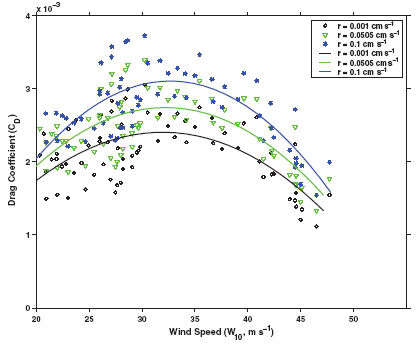 4 x 10⁻³
r = 0.001 cm s⁻¹
r = 0.0505 cm s⁻¹
r = 0.1 cm s⁻¹
r = 0.001 cm s⁻¹
r = 0.0505 cm s⁻¹
r = 0.1 cm s⁻¹
3
2
1
0
Drag Coefficient (C_D)
20 25 30 35 40 45 50
Wind Speed (W₁₀, m s⁻¹)